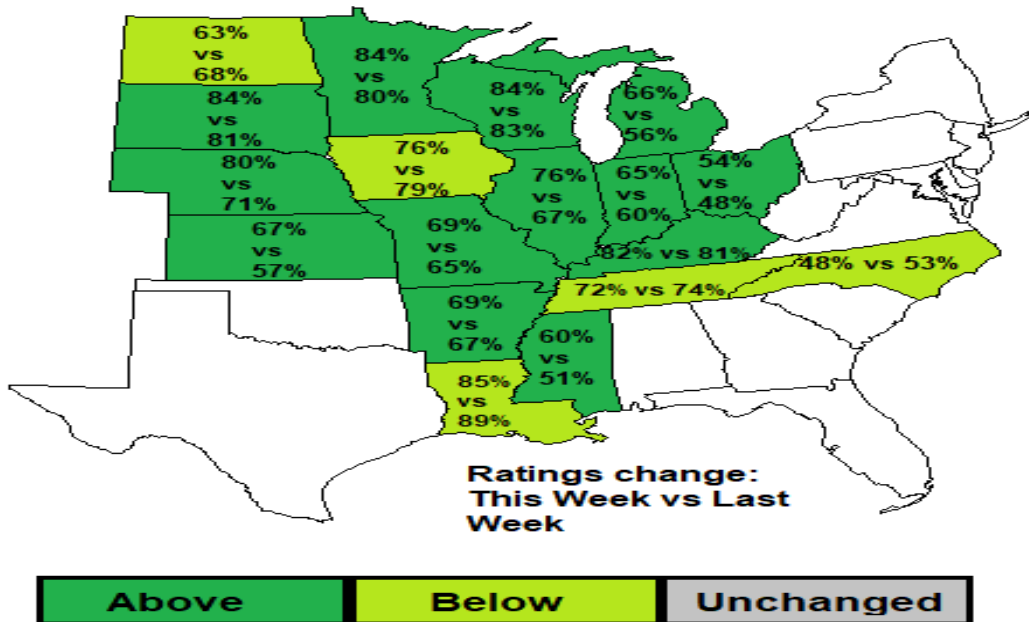 63%
vs
68%
84%
vs
80%
84%
vs
83%
66%
vs
56%
84%
vs
81%
76%
vs
79%
80%
vs
71%
76%
vs
67%
65%
vs
60%
54%
vs
48%
67%
vs
57%
69%
vs
65%
82% vs 81%
48% vs 53%
72% vs 74%
69%
vs
67%
60%
vs
51%
85%
vs
89%
Ratings change:
This Week vs Last
Week
Above
Below
Unchanged